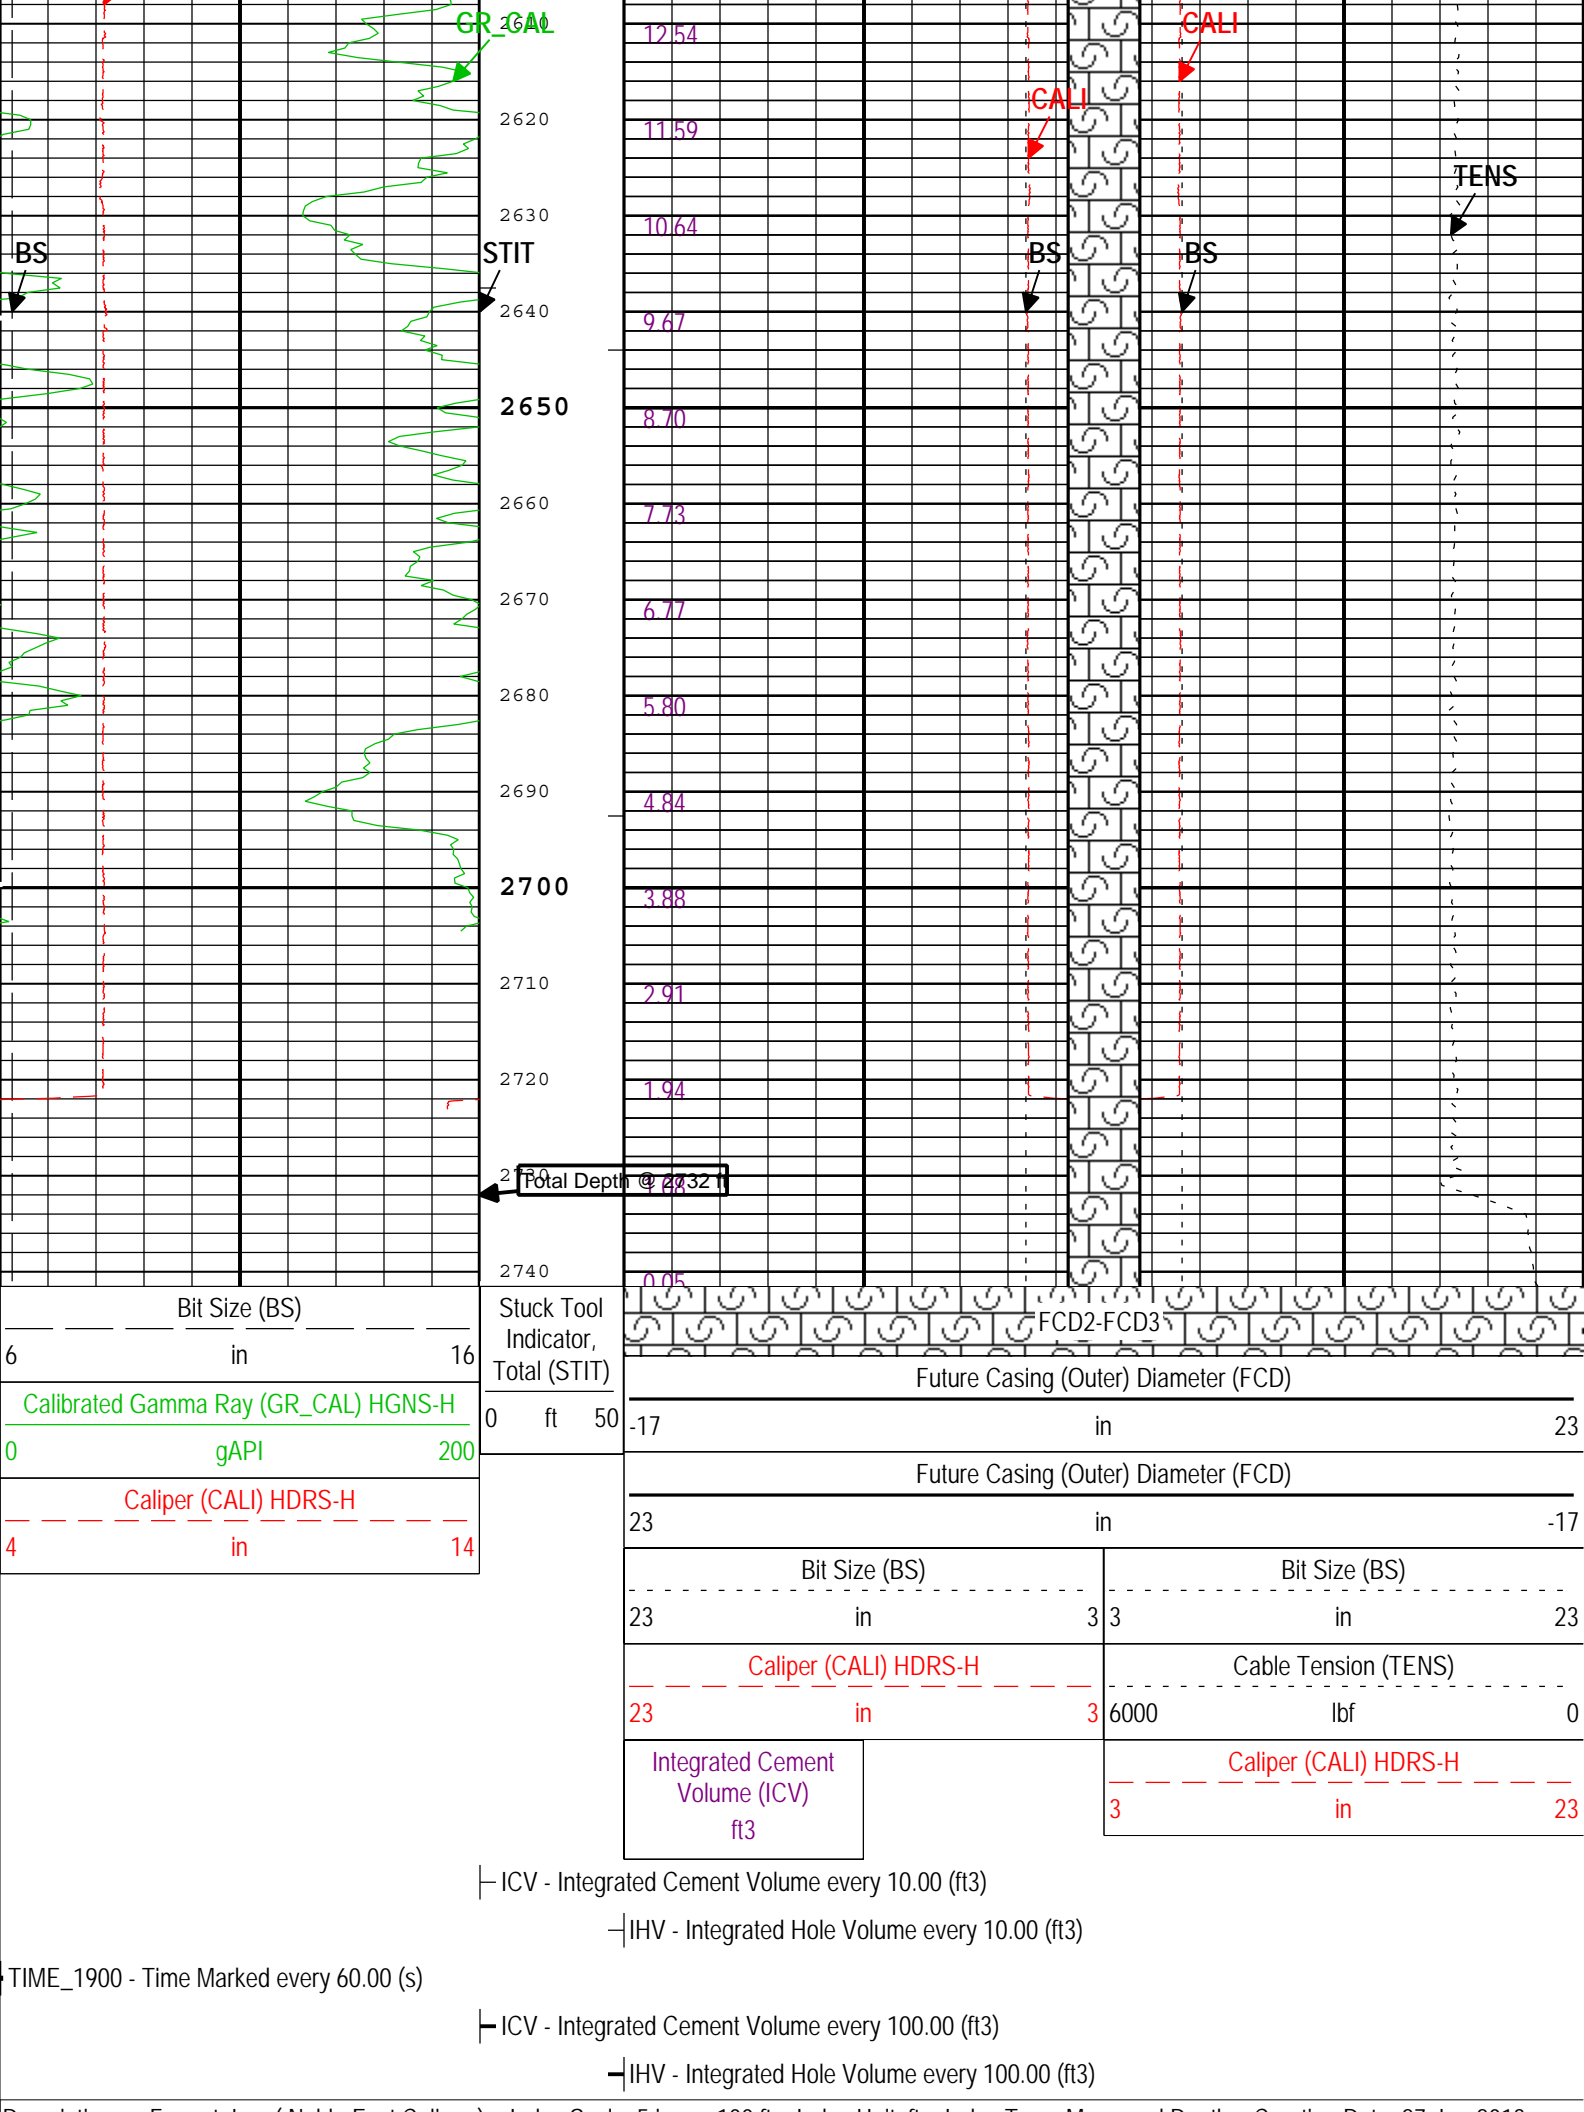 GR_CAL
2610
12.54
CALI
CALI
2620
11.59
TENS
2630
10.64
BS
STIT
BS
BS
2640
9.67
2650
8.70
2660
7.73
2670
6.77
2680
5.80
2690
4.84
2700
3.88
2710
2.91
2720
1.94
2730
Total Depth @ 2732 ft
1.08
2740
0.05
Bit Size (BS)
6 in 16
Calibrated Gamma Ray (GR_CAL) HGNS-H
0 gAPI 200
Caliper (CALI) HDRS-H
4 in 14
Stuck Tool
Indicator,
Total (STIT)
0 ft 50
FCD2-FCD3
Future Casing (Outer) Diameter (FCD)
-17 in 23
Future Casing (Outer) Diameter (FCD)
23 in -17
Bit Size (BS)
23 in 3
Bit Size (BS)
3 in 23
Caliper (CALI) HDRS-H
23 in 3
Cable Tension (TENS)
6000 lbf 0
Integrated Cement
Volume (ICV)
ft3
Caliper (CALI) HDRS-H
3 in 23
ICV - Integrated Cement Volume every 10.00 (ft3)
IHV - Integrated Hole Volume every 10.00 (ft3)
TIME_1900 - Time Marked every 60.00 (s)
ICV - Integrated Cement Volume every 100.00 (ft3)
IHV - Integrated Hole Volume every 100.00 (ft3)